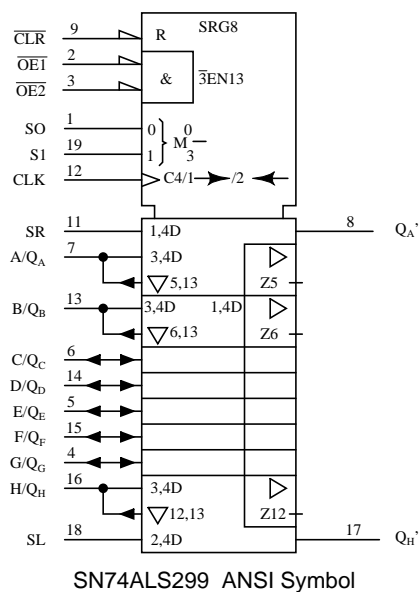 SRG8
CLR 9 R
OE1 2
& 3EN13
OE2 3
SO 1 0 0
M
S1 19 1 3
CLK 12 C4/1 /2
SR 11 1,4D 8 QA'
A/QA 7 3,4D
5,13 Z5
B/QB 13 3,4D 1,4D
6,13 Z6
C/QC 6
D/QD 14
E/QE 5
F/QF 15
G/QG 4
H/QH 16 3,4D
12,13 Z12
SL 18 2,4D 17 QH'
SN74ALS299 ANSI Symbol